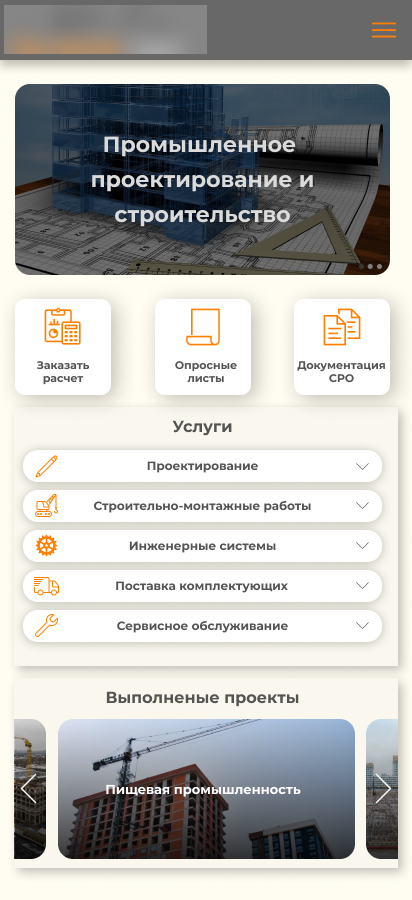 Промышленное
проектирование и
строительство
Заказать
расчет
Опросные
листы
Документация
СРО
Услуги
Проектирование
Строительно-монтажные работы
Инженерные системы
Поставка комплектующих
Сервисное обслуживание
Выполненые проекты
Пищевая промышленность